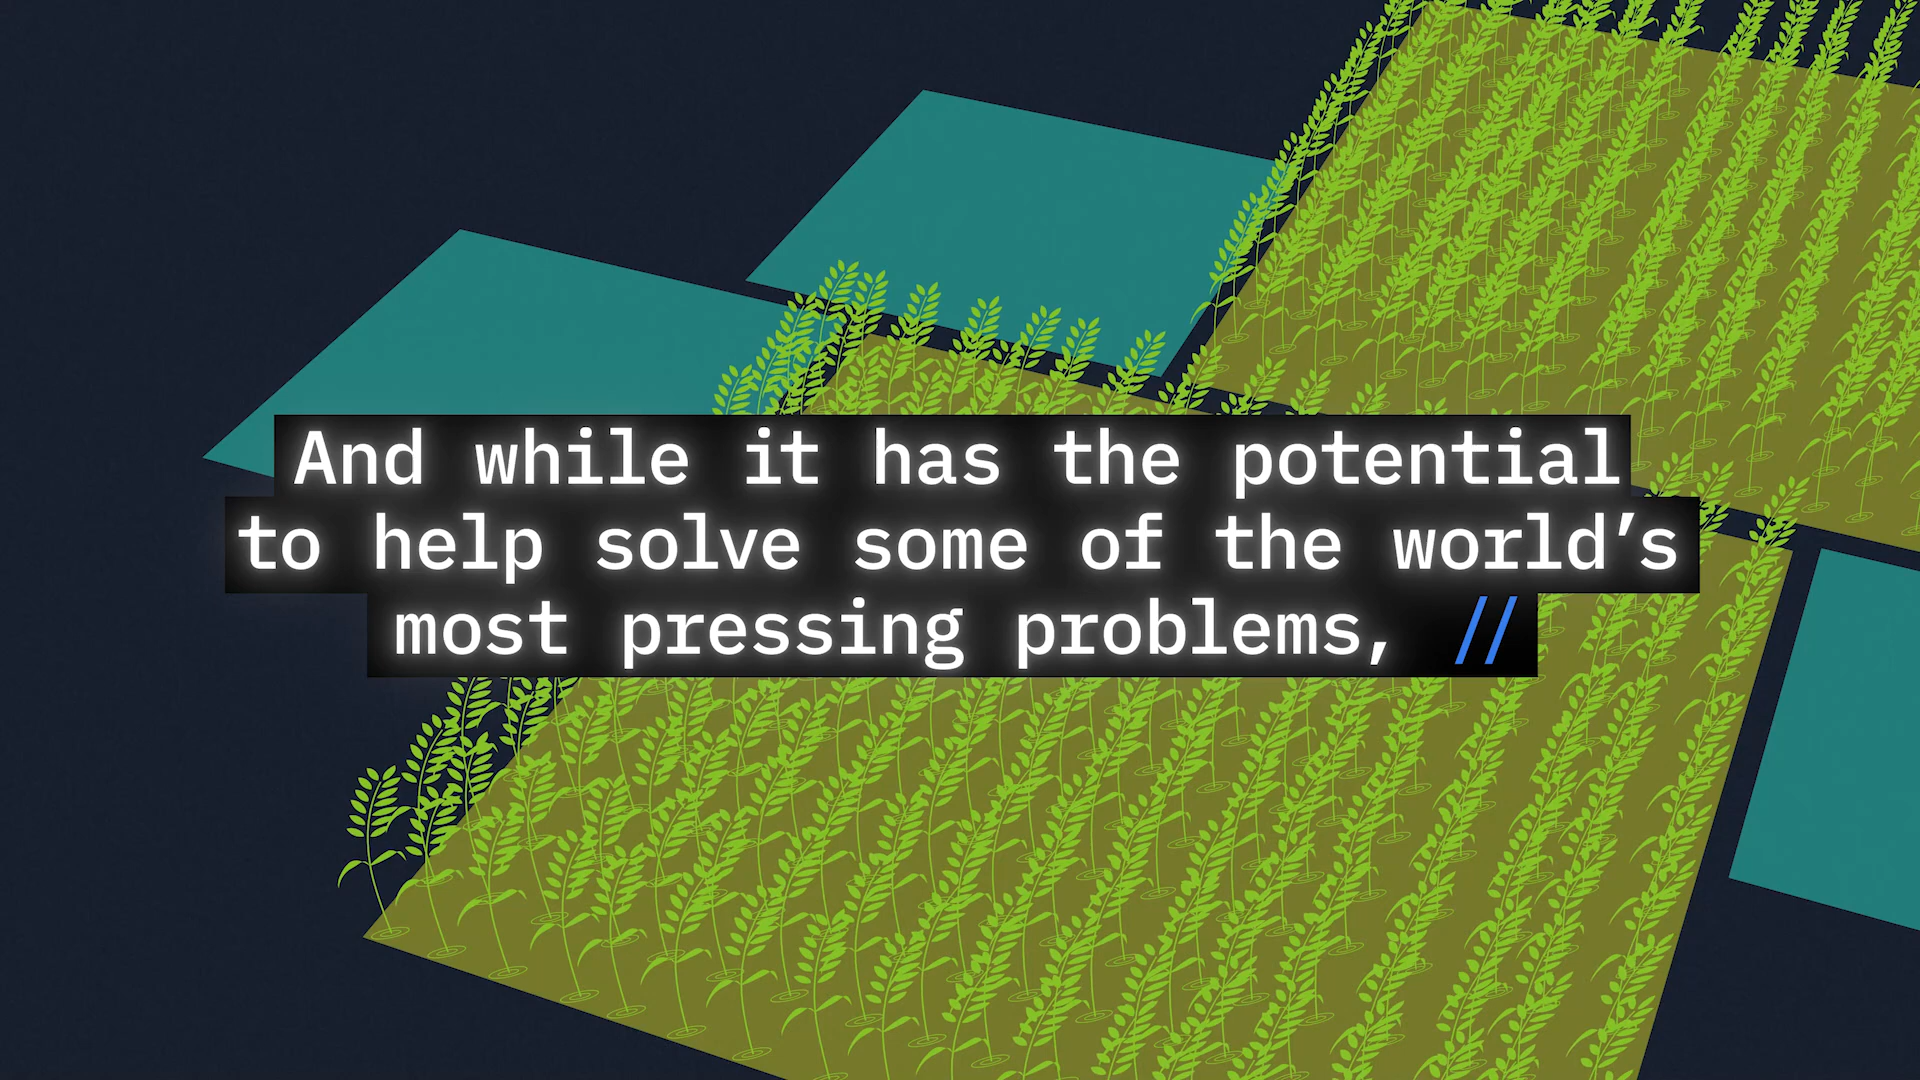 And while it has the potential
to help solve some of the world’s
most pressing problems, //